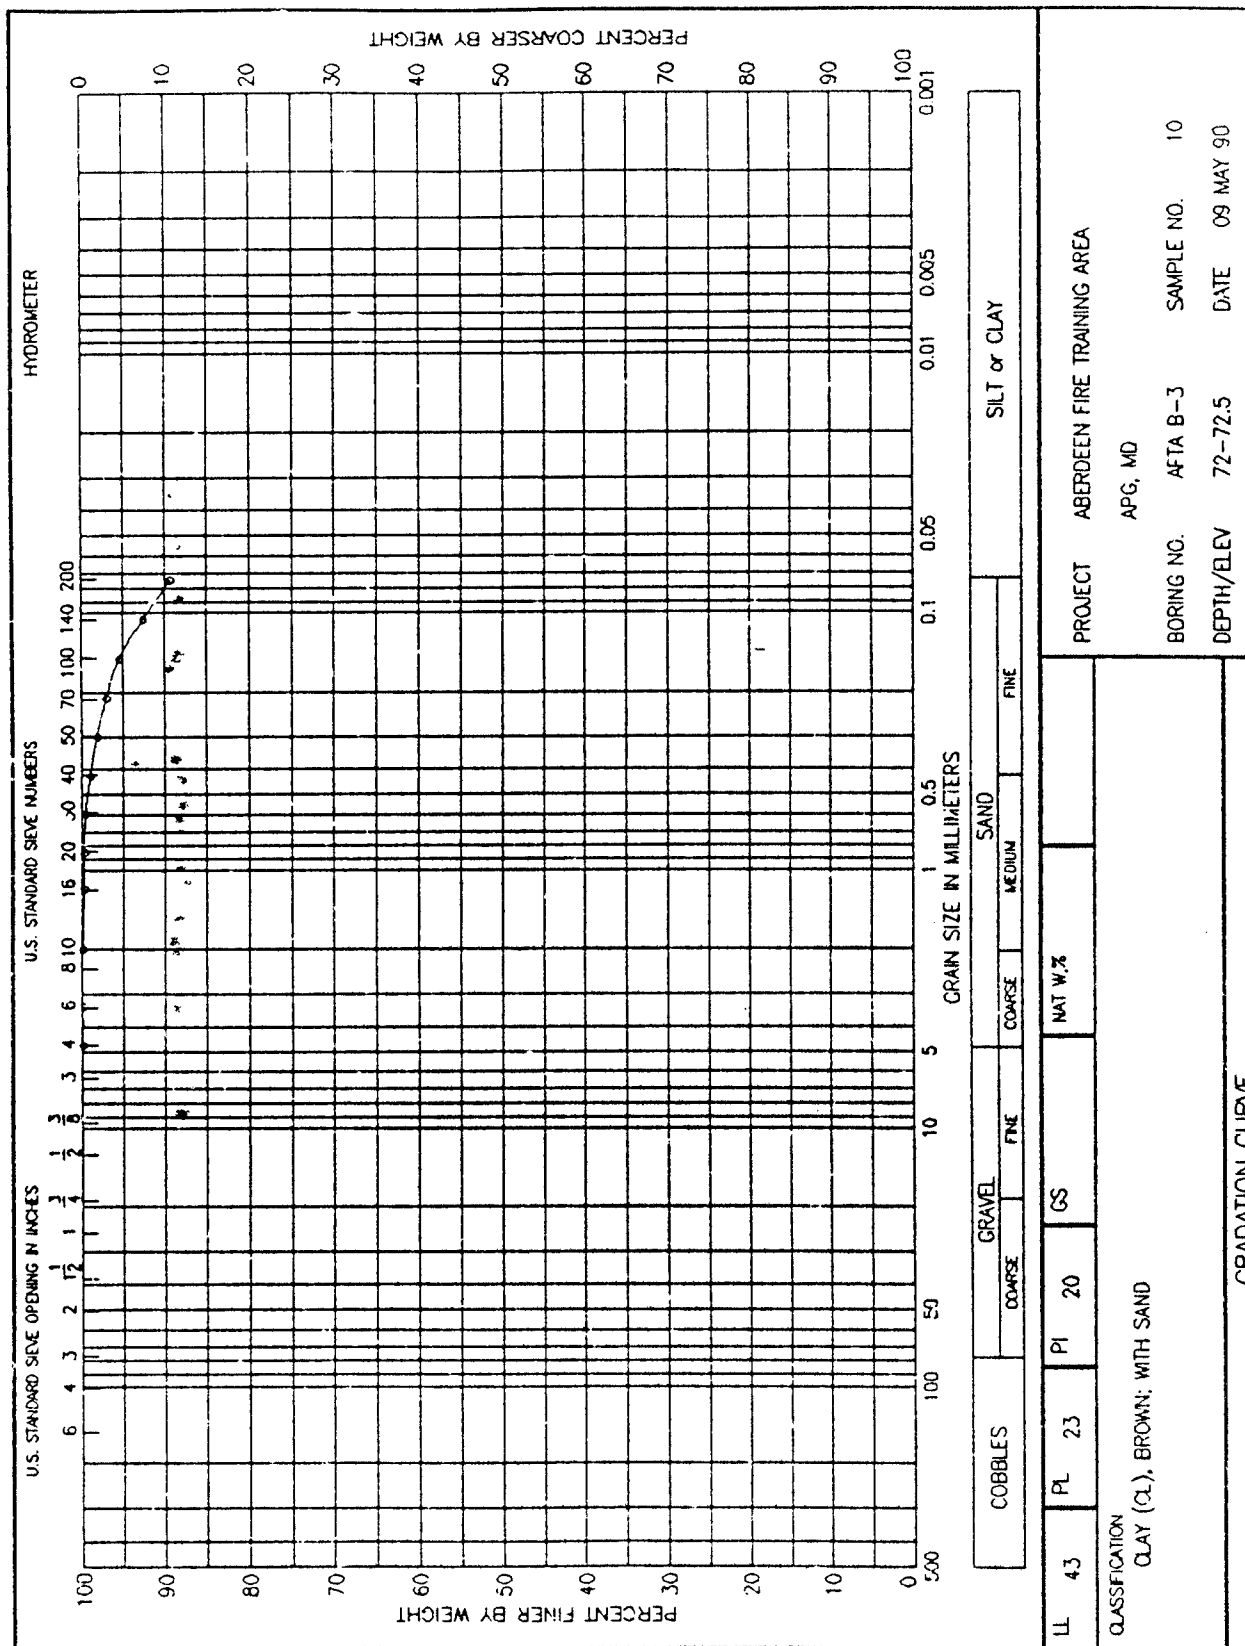 U.S. STANDARD SIEVE OPENING IN INCHES U.S. STANDARD SIEVE NUMBERS HYDROMETER
6 4 3 2 1 1/2 1 3/4 1/2 3/8 3 4 6 8 10 16 20 30 40 50 70 100 140 200
100 0
90 10
80 20
70 30
60 40
50 50
40 60
30 70
20 80
10 90
0 100
PERCENT FINER BY WEIGHT
PERCENT COARSER BY WEIGHT
500 100 50 10 5 1 0.5 0.1 0.05 0.01 0.005 0.001
GRAIN SIZE IN MILLIMETERS
COBBLES GRAVEL SAND SILT or CLAY
COARSE FINE COARSE MEDIUM FINE
LL 43 PL 23 PI 20 GS NAT W,%
CLASSIFICATION
CLAY (CL), BROWN; WITH SAND
PROJECT ABERDEEN FIRE TRAINING AREA
APG, MD
BORING NO. AFTA B-3 SAMPLE NO. 10
DEPTH/ELEV 72-72.5 DATE 09 MAY 90
GRADATION CURVE